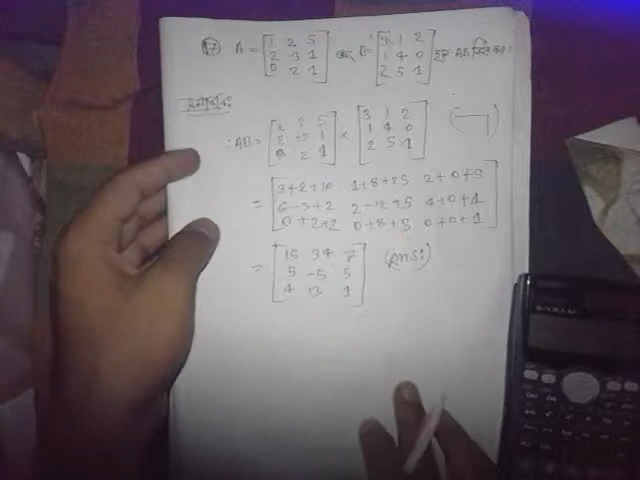 17) A = [1 2 5 এবং B = [3 1 2 হলে AB নির্ণয় কর।
2 3 1 1 4 0
0 2 1] 2 5 1]
∴ AB = [1 2 5 × [3 1 2
2 -3 1 1 4 0
0 2 1] 2 5 1]
= [3+2+10 1+8+25 2+0+5
6-3+2 2-12+5 4+0+1
0+2+2 0+8+5 0+0+1]
= [15 34 7 (Ans:)
5 -5 5
4 13 1]